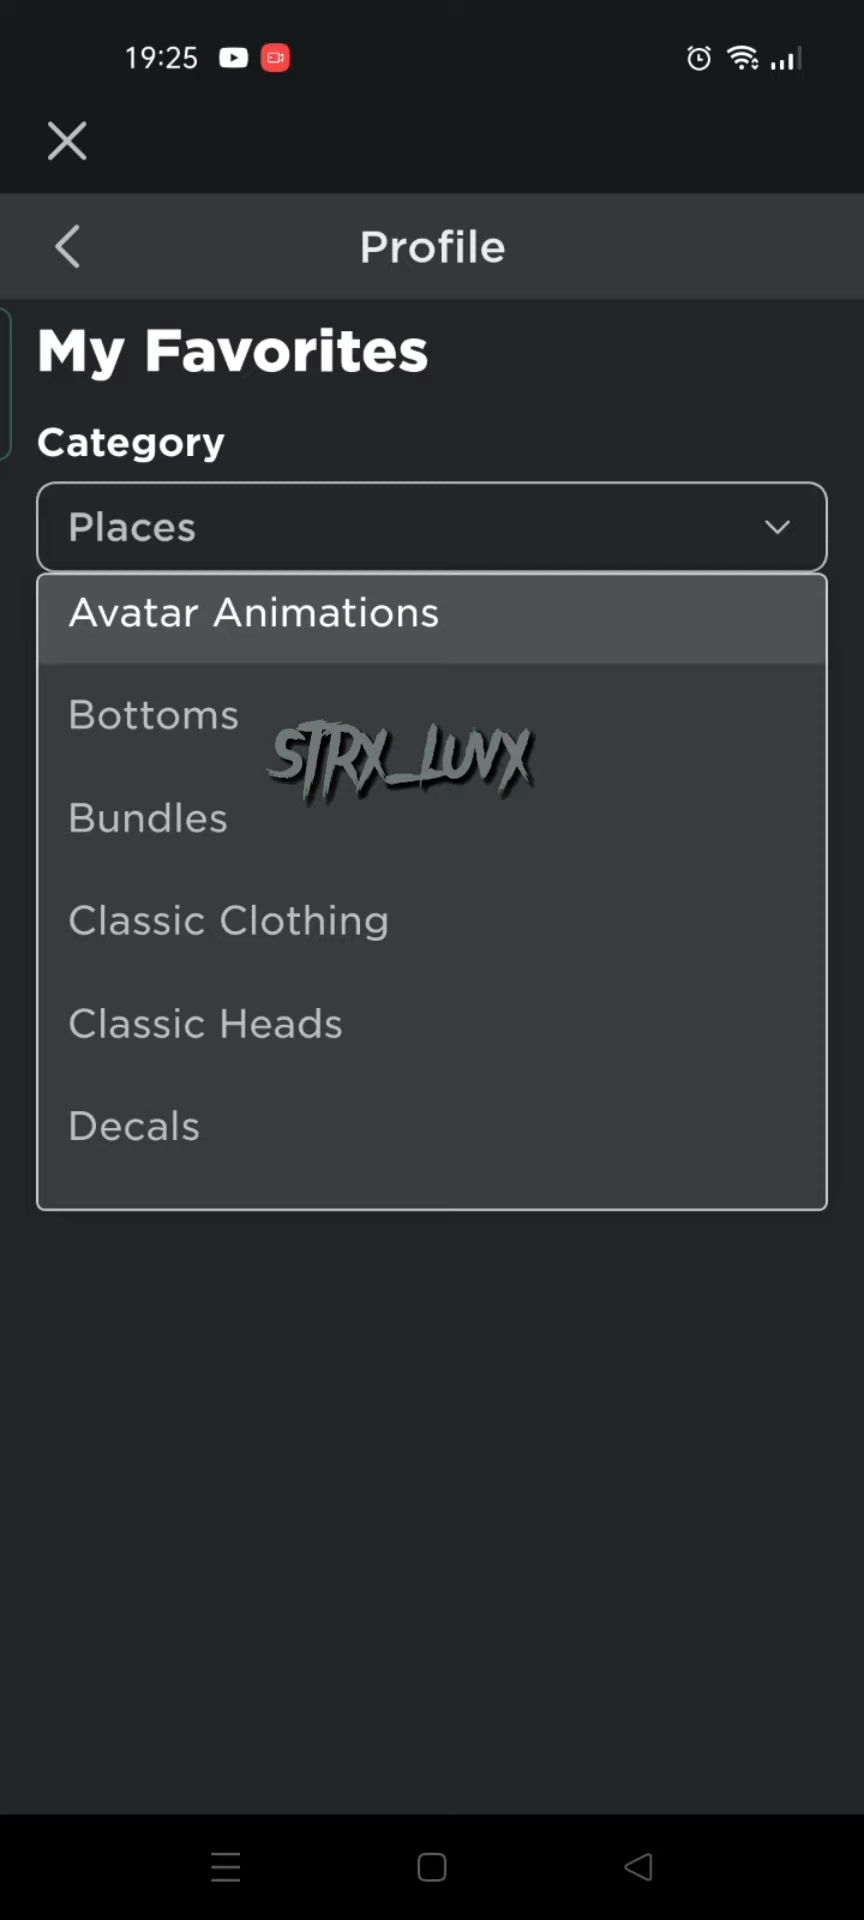 19:25
Profile
My Favorites
Category
Places
Avatar Animations
Bottoms
STRX_LUVX
Bundles
Classic Clothing
Classic Heads
Decals